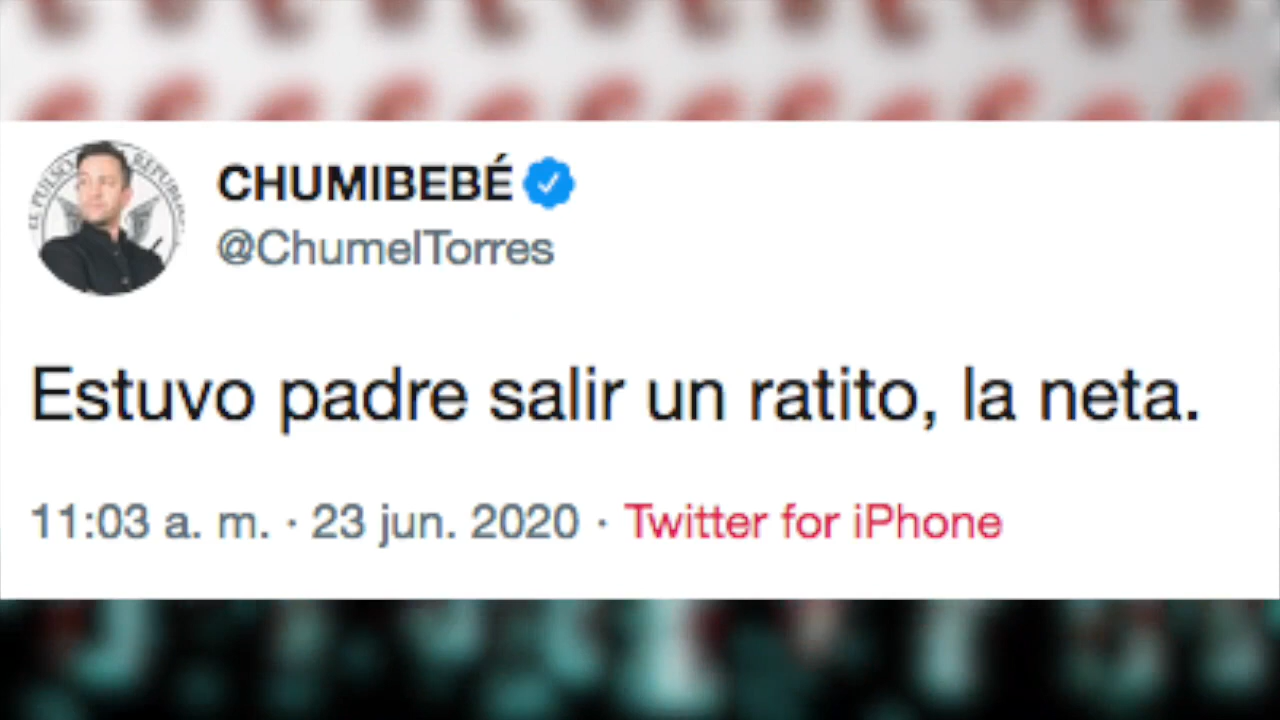 CHUMIBEBÉ
@ChumelTorres
Estuvo padre salir un ratito, la neta.
11:03 a. m. · 23 jun. 2020 · Twitter for iPhone